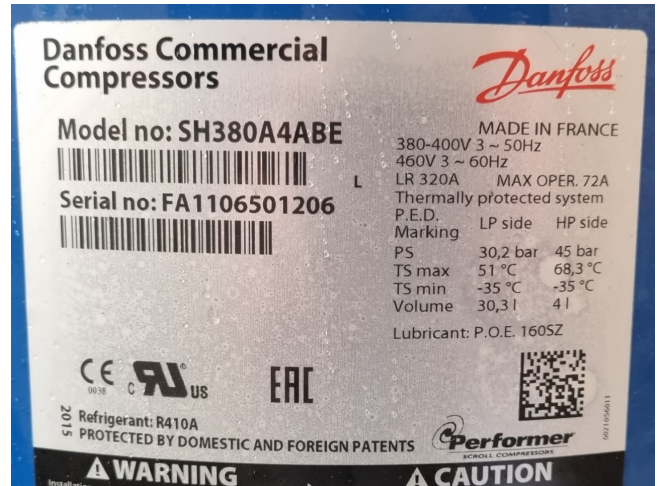 Danfoss Commercial
Compressors
Danfoss
Model no: SH380A4ABE
L
Serial no: FA1106501206
MADE IN FRANCE
380-400V 3 ~ 50Hz
460V 3 ~ 60Hz
LR 320A MAX OPER. 72A
Thermally protected system
P.E.D.
Marking LP side HP side
PS 30,2 bar 45 bar
TS max 51 °C 68,3 °C
TS min -35 °C -35 °C
Volume 30,3 l 4 l
Lubricant: P.O.E. 160SZ
CE
0038
C RU US
EAC
5021056011
2015
Refrigerant: R410A
PROTECTED BY DOMESTIC AND FOREIGN PATENTS
Performer
SCROLL COMPRESSORS
WARNING
CAUTION